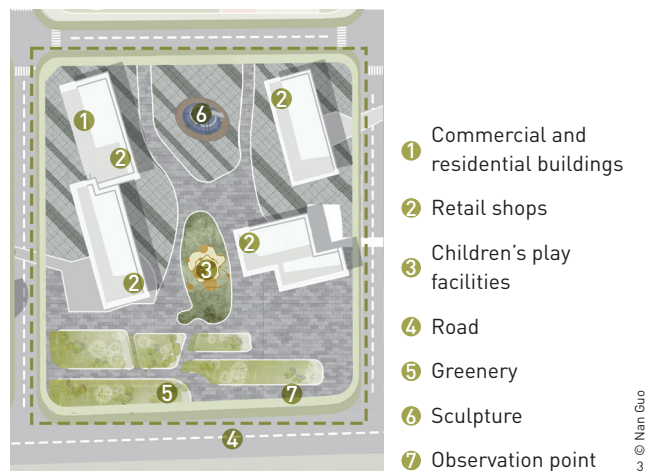 6
2
1
2
2
3
2
5
7
4
1 Commercial and
residential buildings
2 Retail shops
3 Children's play
facilities
4 Road
5 Greenery
6 Sculpture
7 Observation point
© Nan Guo
3